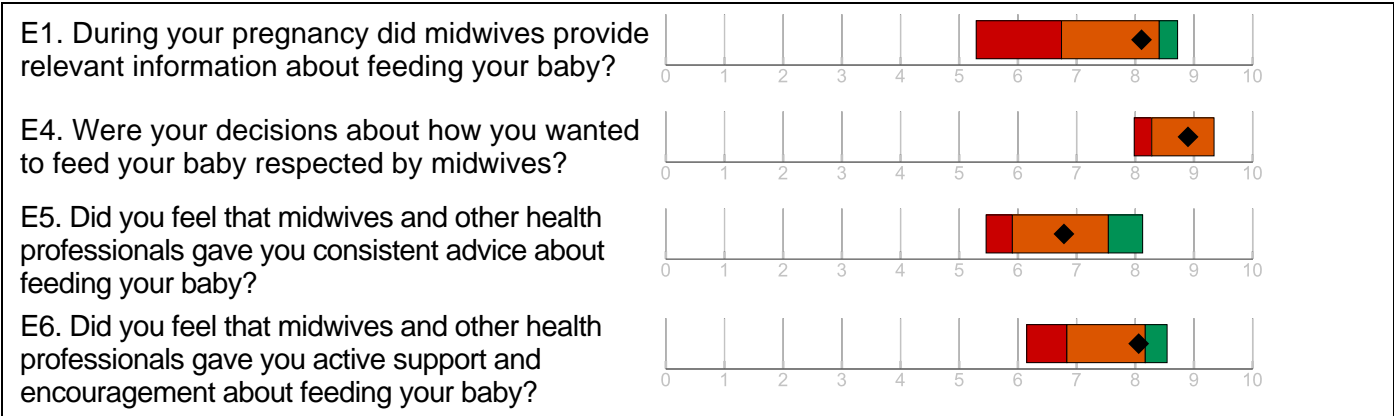 E1. During your pregnancy did midwives provide
relevant information about feeding your baby?
0 1 2 3 4 5 6 7 8 9 10
E4. Were your decisions about how you wanted
to feed your baby respected by midwives?
0 1 2 3 4 5 6 7 8 9 10
E5. Did you feel that midwives and other health
professionals gave you consistent advice about
feeding your baby?
0 1 2 3 4 5 6 7 8 9 10
E6. Did you feel that midwives and other health
professionals gave you active support and
encouragement about feeding your baby?
0 1 2 3 4 5 6 7 8 9 10